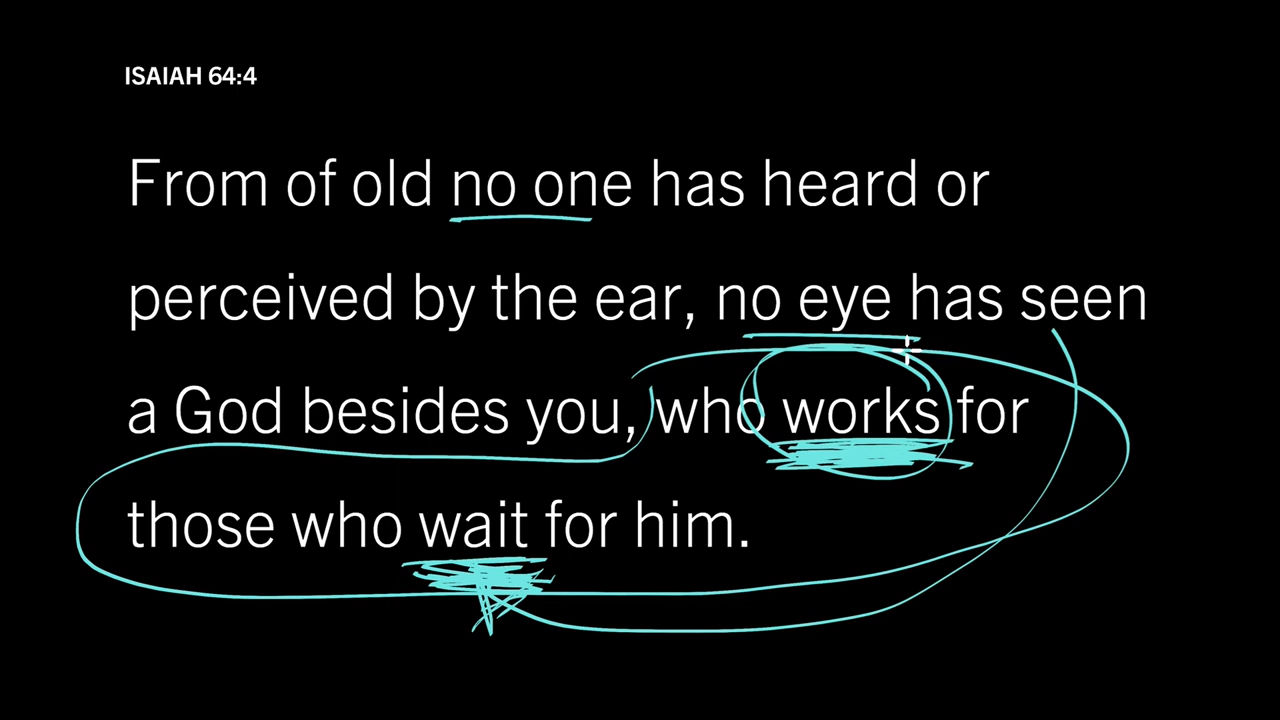 ISAIAH 64:4
From of old no one has heard or
perceived by the ear, no eye has seen
a God besides you, who works for
those who wait for him.